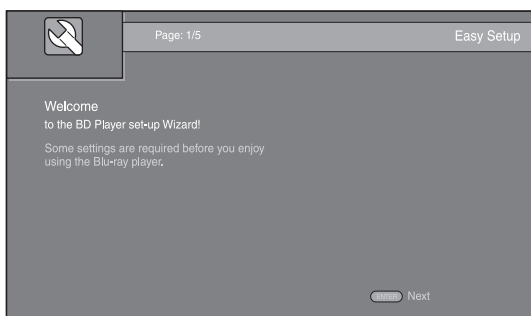 Page: 1/5
Easy Setup
Welcome
to the BD Player set-up Wizard!
Some settings are required before you enjoy
using the Blu-ray player.
ENTER Next